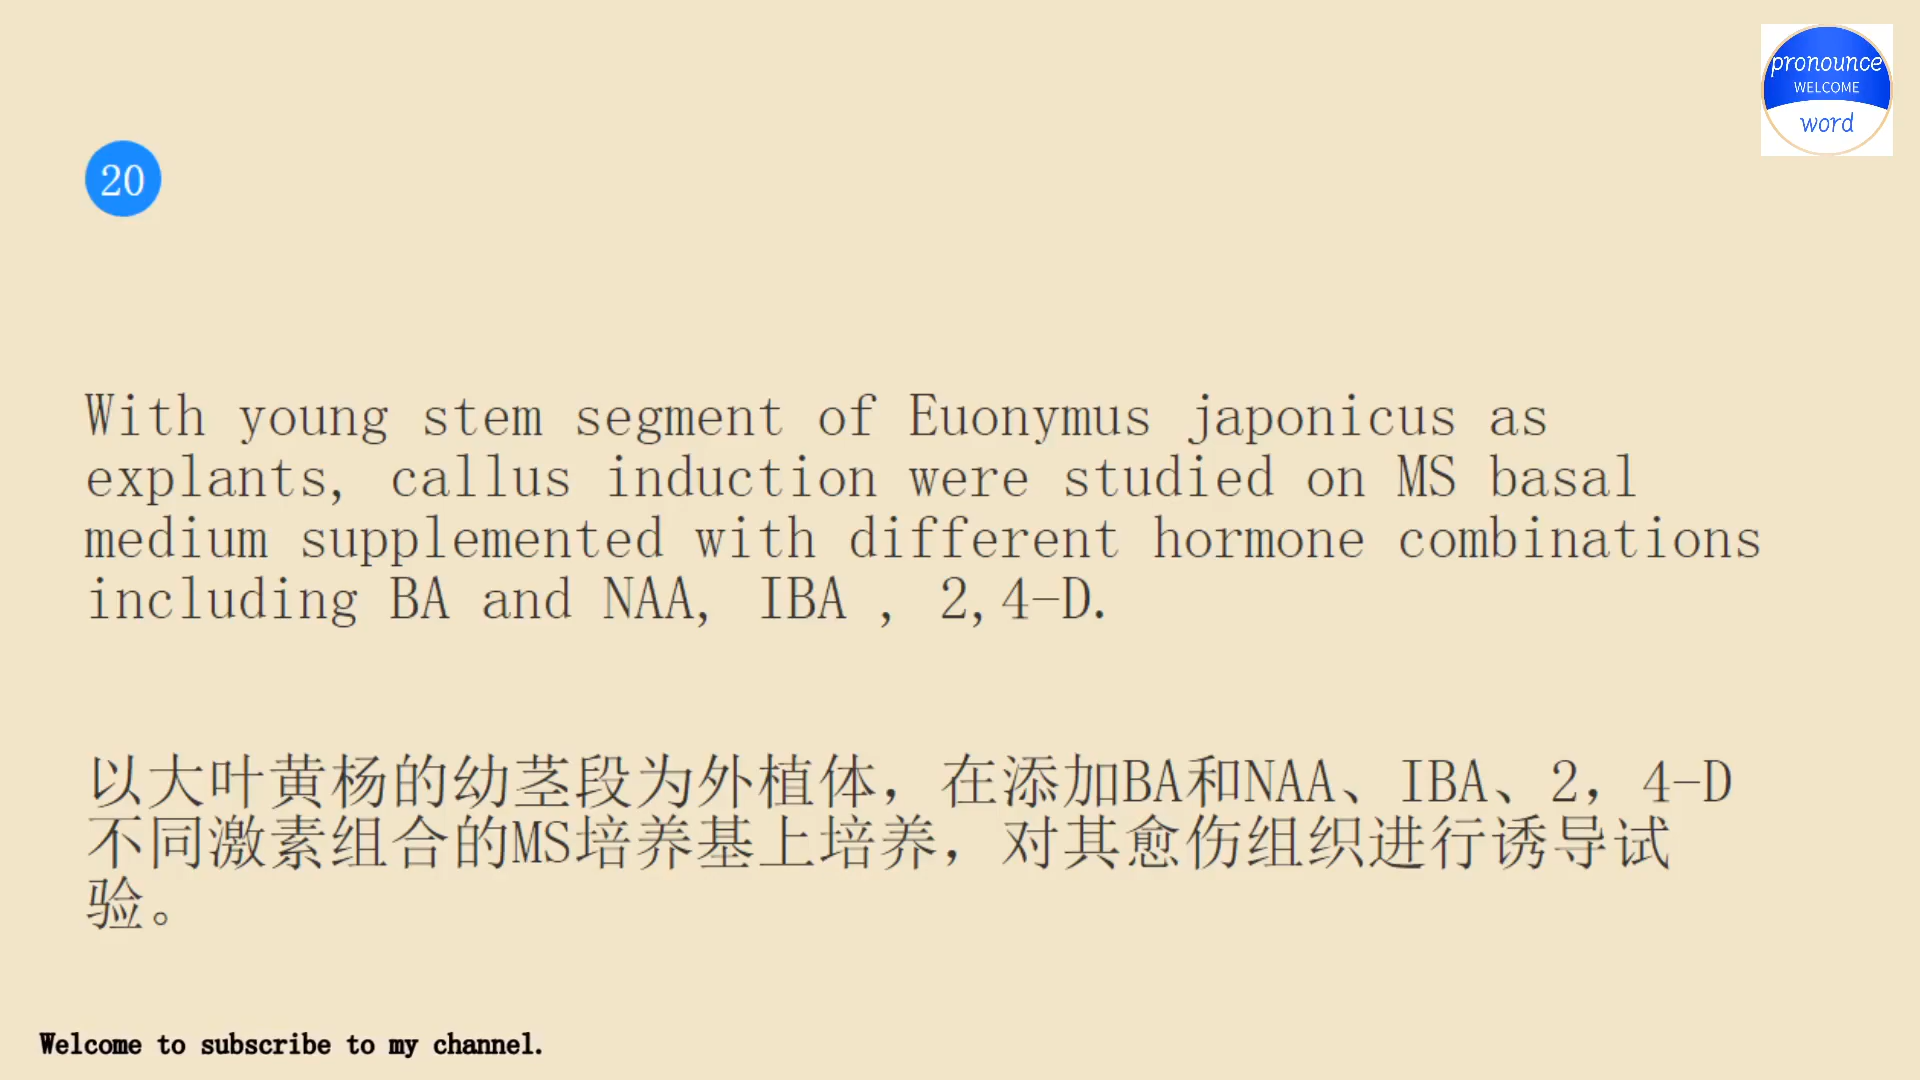 pronounce
WELCOME
word
20
With young stem segment of Euonymus japonicus as
explants, callus induction were studied on MS basal
medium supplemented with different hormone combinations
including BA and NAA, IBA , 2,4-D.
以大叶黄杨的幼茎段为外植体，在添加BA和NAA、IBA、2，4-D
不同激素组合的MS培养基上培养，对其愈伤组织进行诱导试
验。
Welcome to subscribe to my channel.